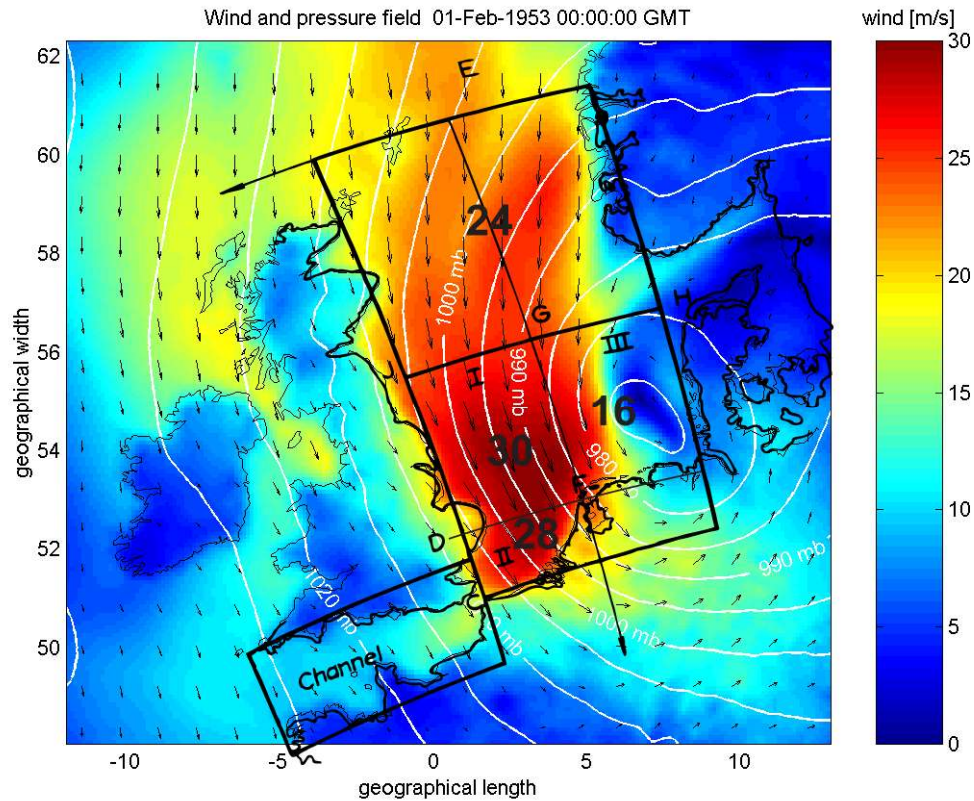 Wind and pressure field 01-Feb-1953 00:00:00 GMT
wind [m/s]
62
60
58
56
54
52
50
geographical width
-10
-5
0
5
10
geographical length
30
25
20
15
10
5
0
E
24
1000 mb
G
H
III
I
990 mb
16
30
980 mb
D
28
II
990 mb
1020 mb
1000 mb
Channel